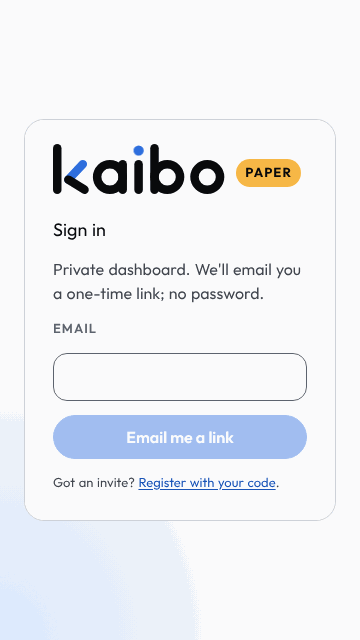 kaibo PAPER
Sign in
Private dashboard. We'll email you
a one-time link; no password.
EMAIL
Email me a link
Got an invite? Register with your code.